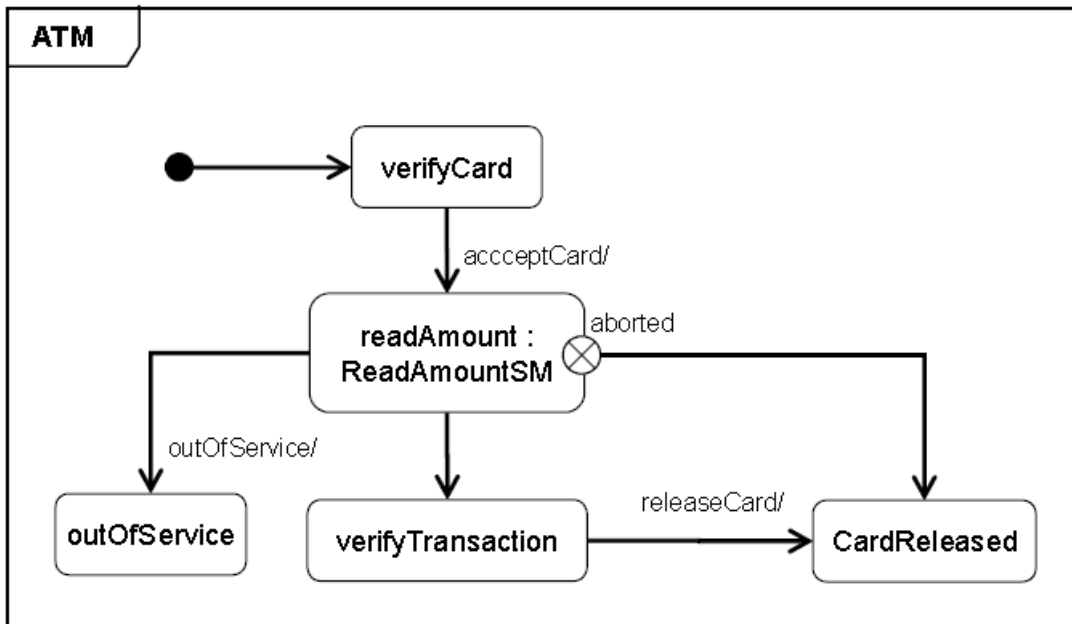 ATM
verifyCard
accceptCard/
readAmount :
ReadAmountSM
aborted
outOfService/
outOfService
verifyTransaction
releaseCard/
CardReleased